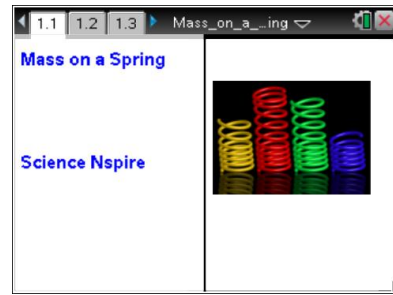 1.1 1.2 1.3 Mass_on_a_...ing
Mass on a Spring
Science Nspire